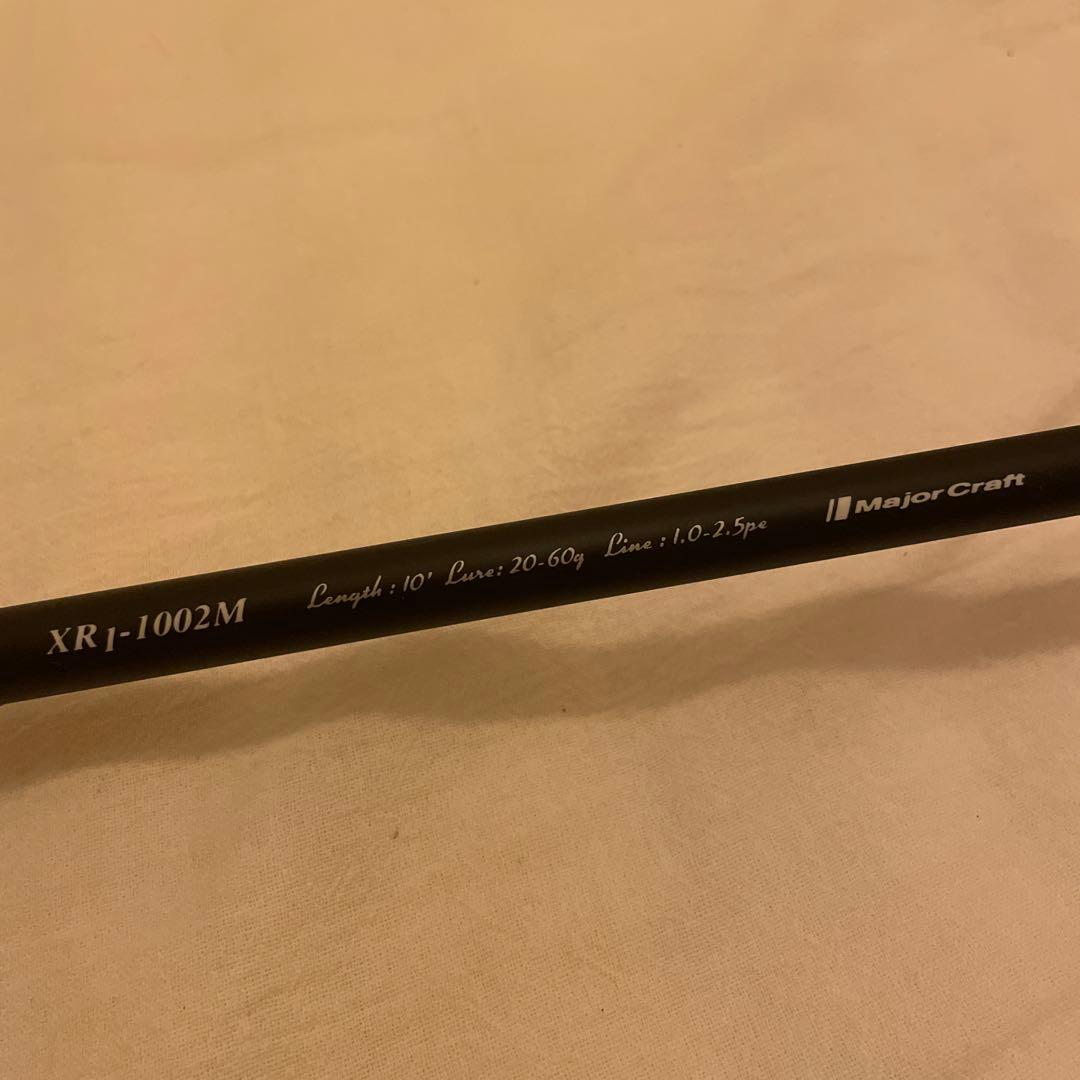 XR1-1002M Length : 10' Lure: 20-60g Line : 1.0-2.5pe Major Craft